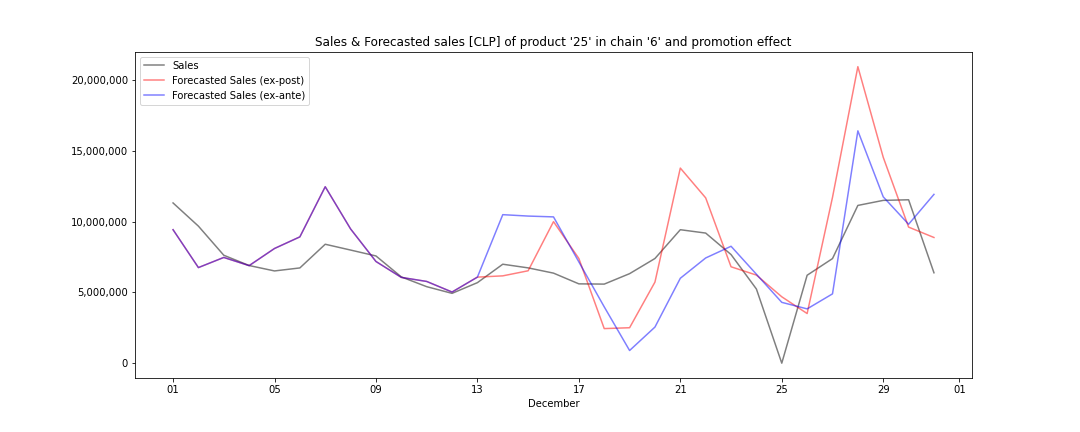 Sales & Forecasted sales [CLP] of product '25' in chain '6' and promotion effect
Sales
Forecasted Sales (ex-post)
Forecasted Sales (ex-ante)
20,000,000
15,000,000
10,000,000
5,000,000
0
01 05 09 13 17 21 25 29 01
December